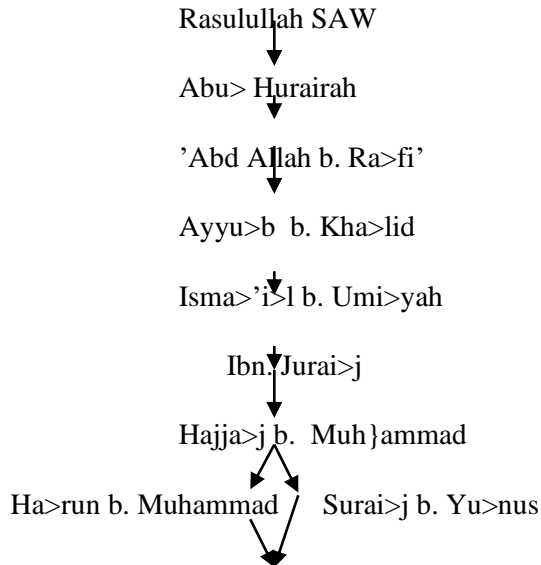 Rasulullah SAW
Abu> Hurairah
’Abd Allah b. Ra>fi’
Ayyu>b b. Kha>lid
Isma>’i>l b. Umi>yah
Ibn. Jurai>j
Hajja>j b. Muh}ammad
Ha>run b. Muhammad Surai>j b. Yu>nus